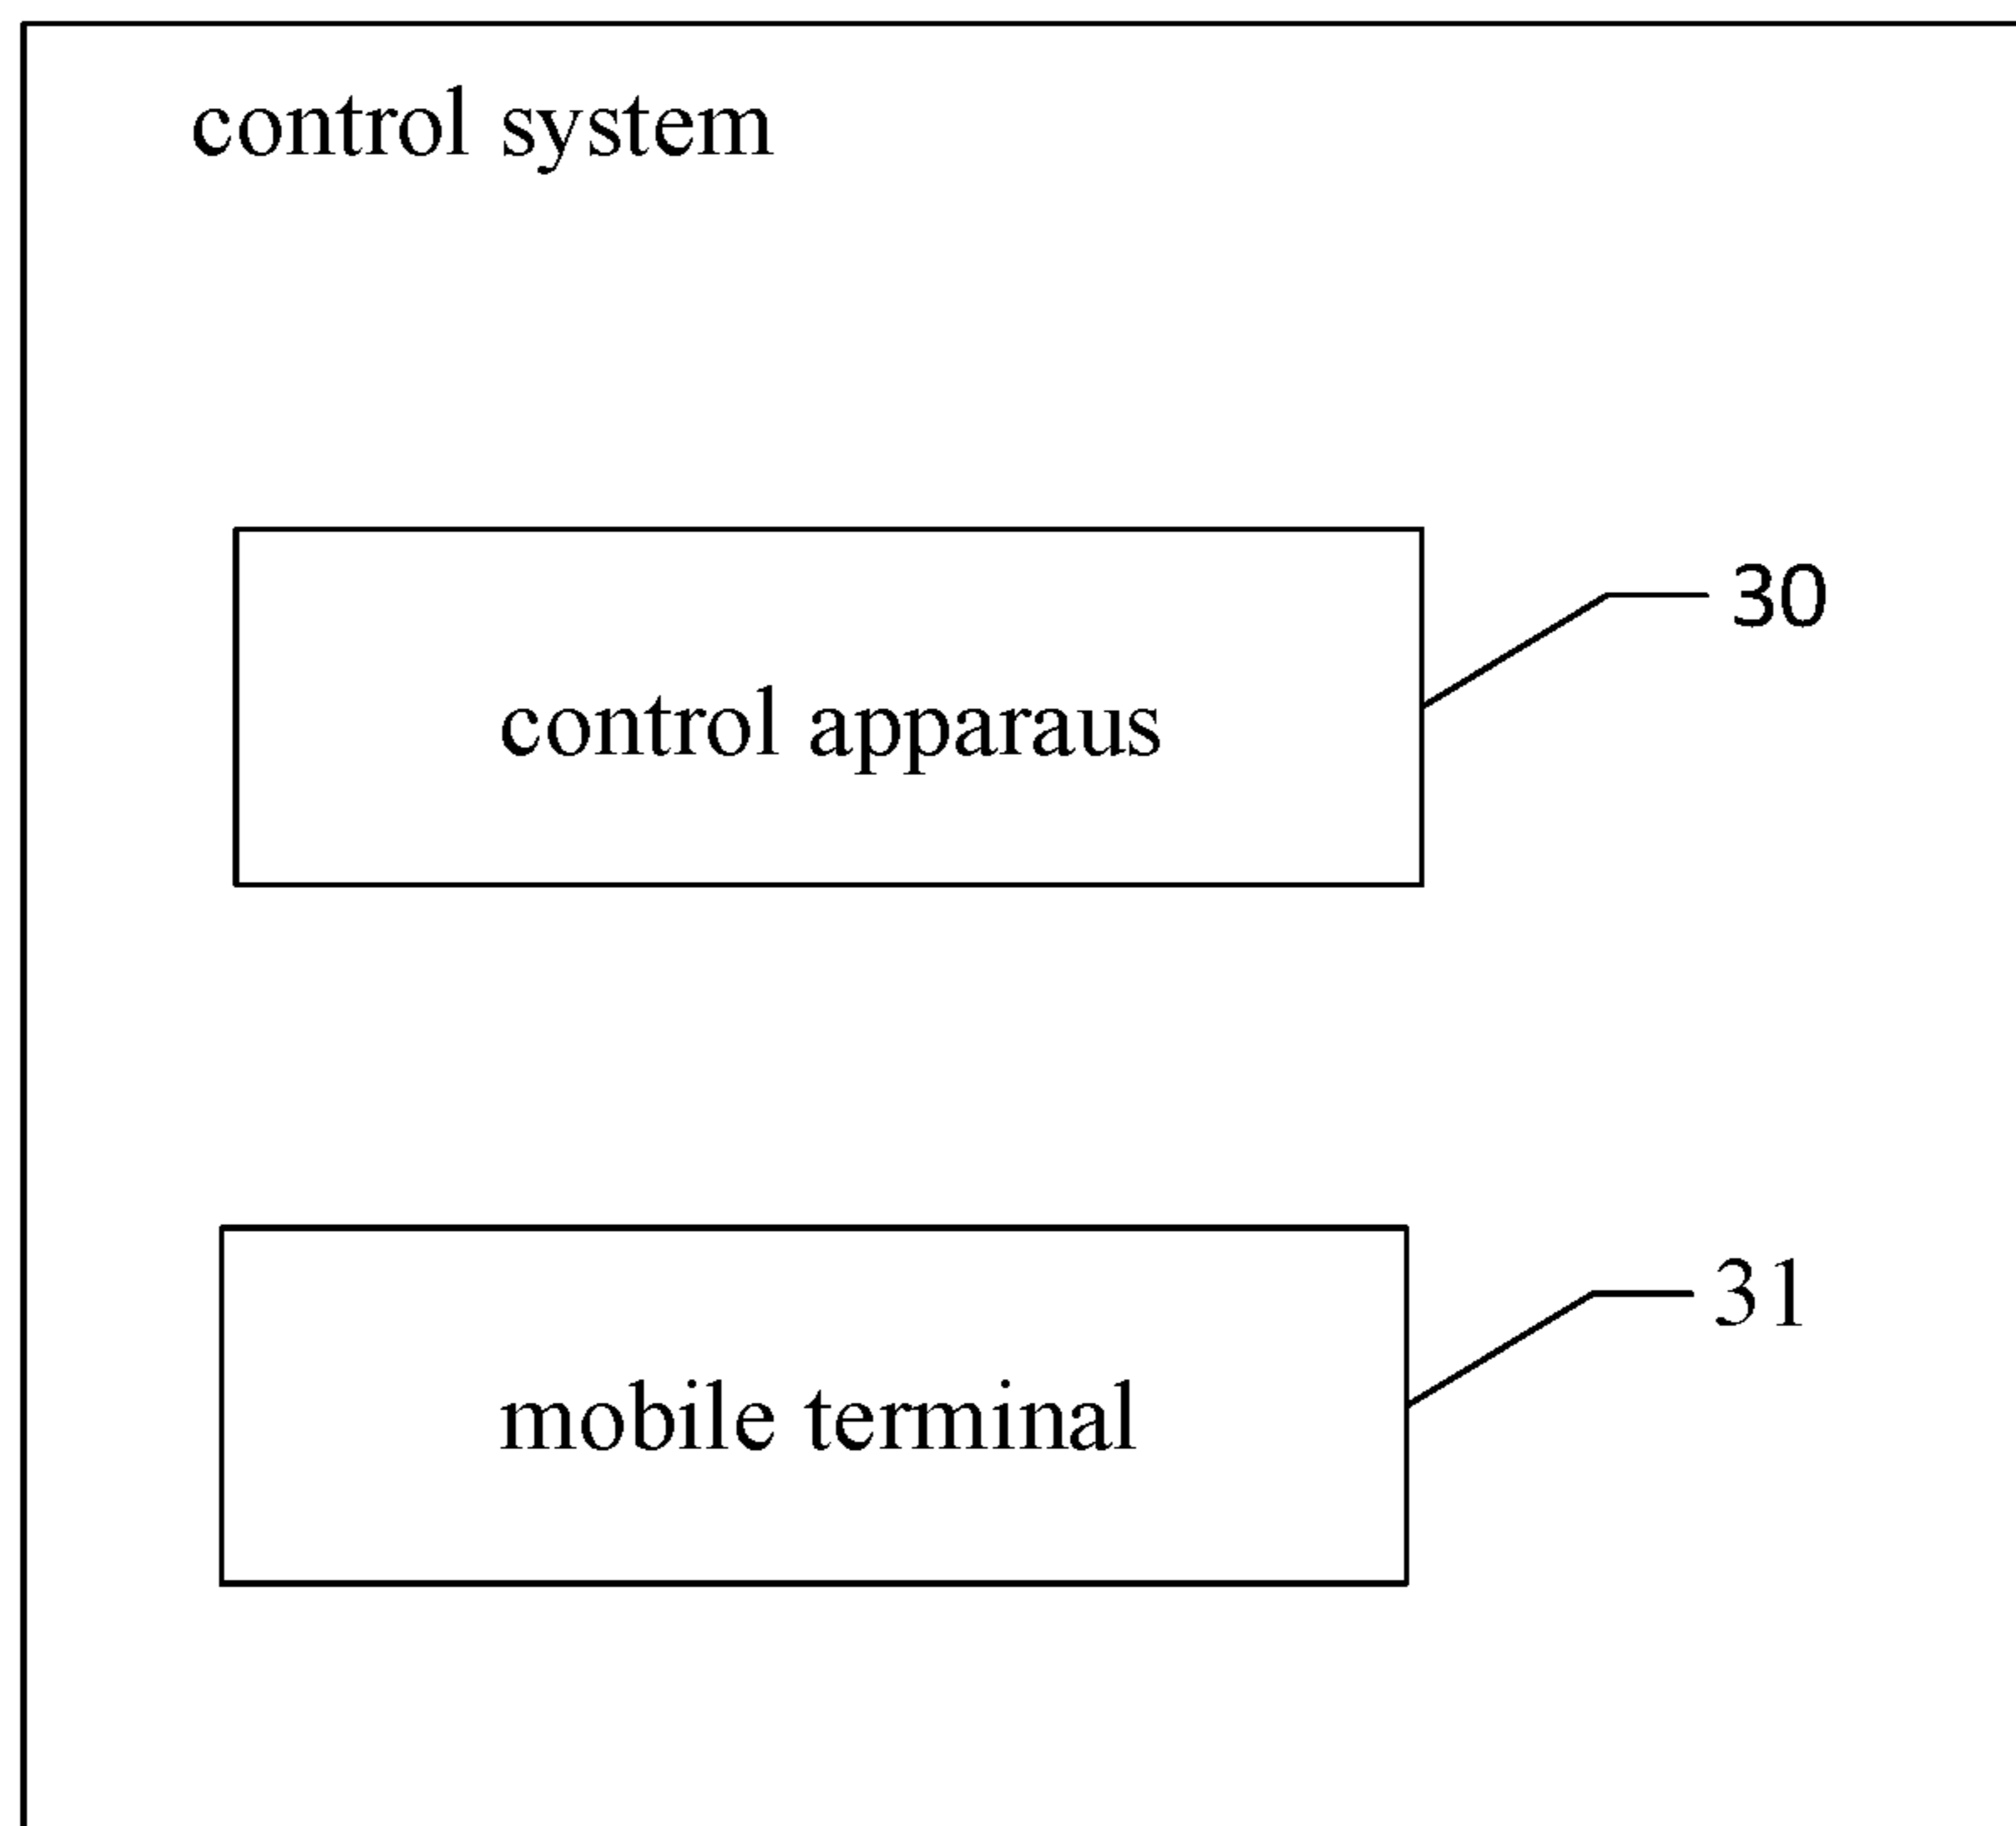 control system
30
control apparaus
31
mobile terminal